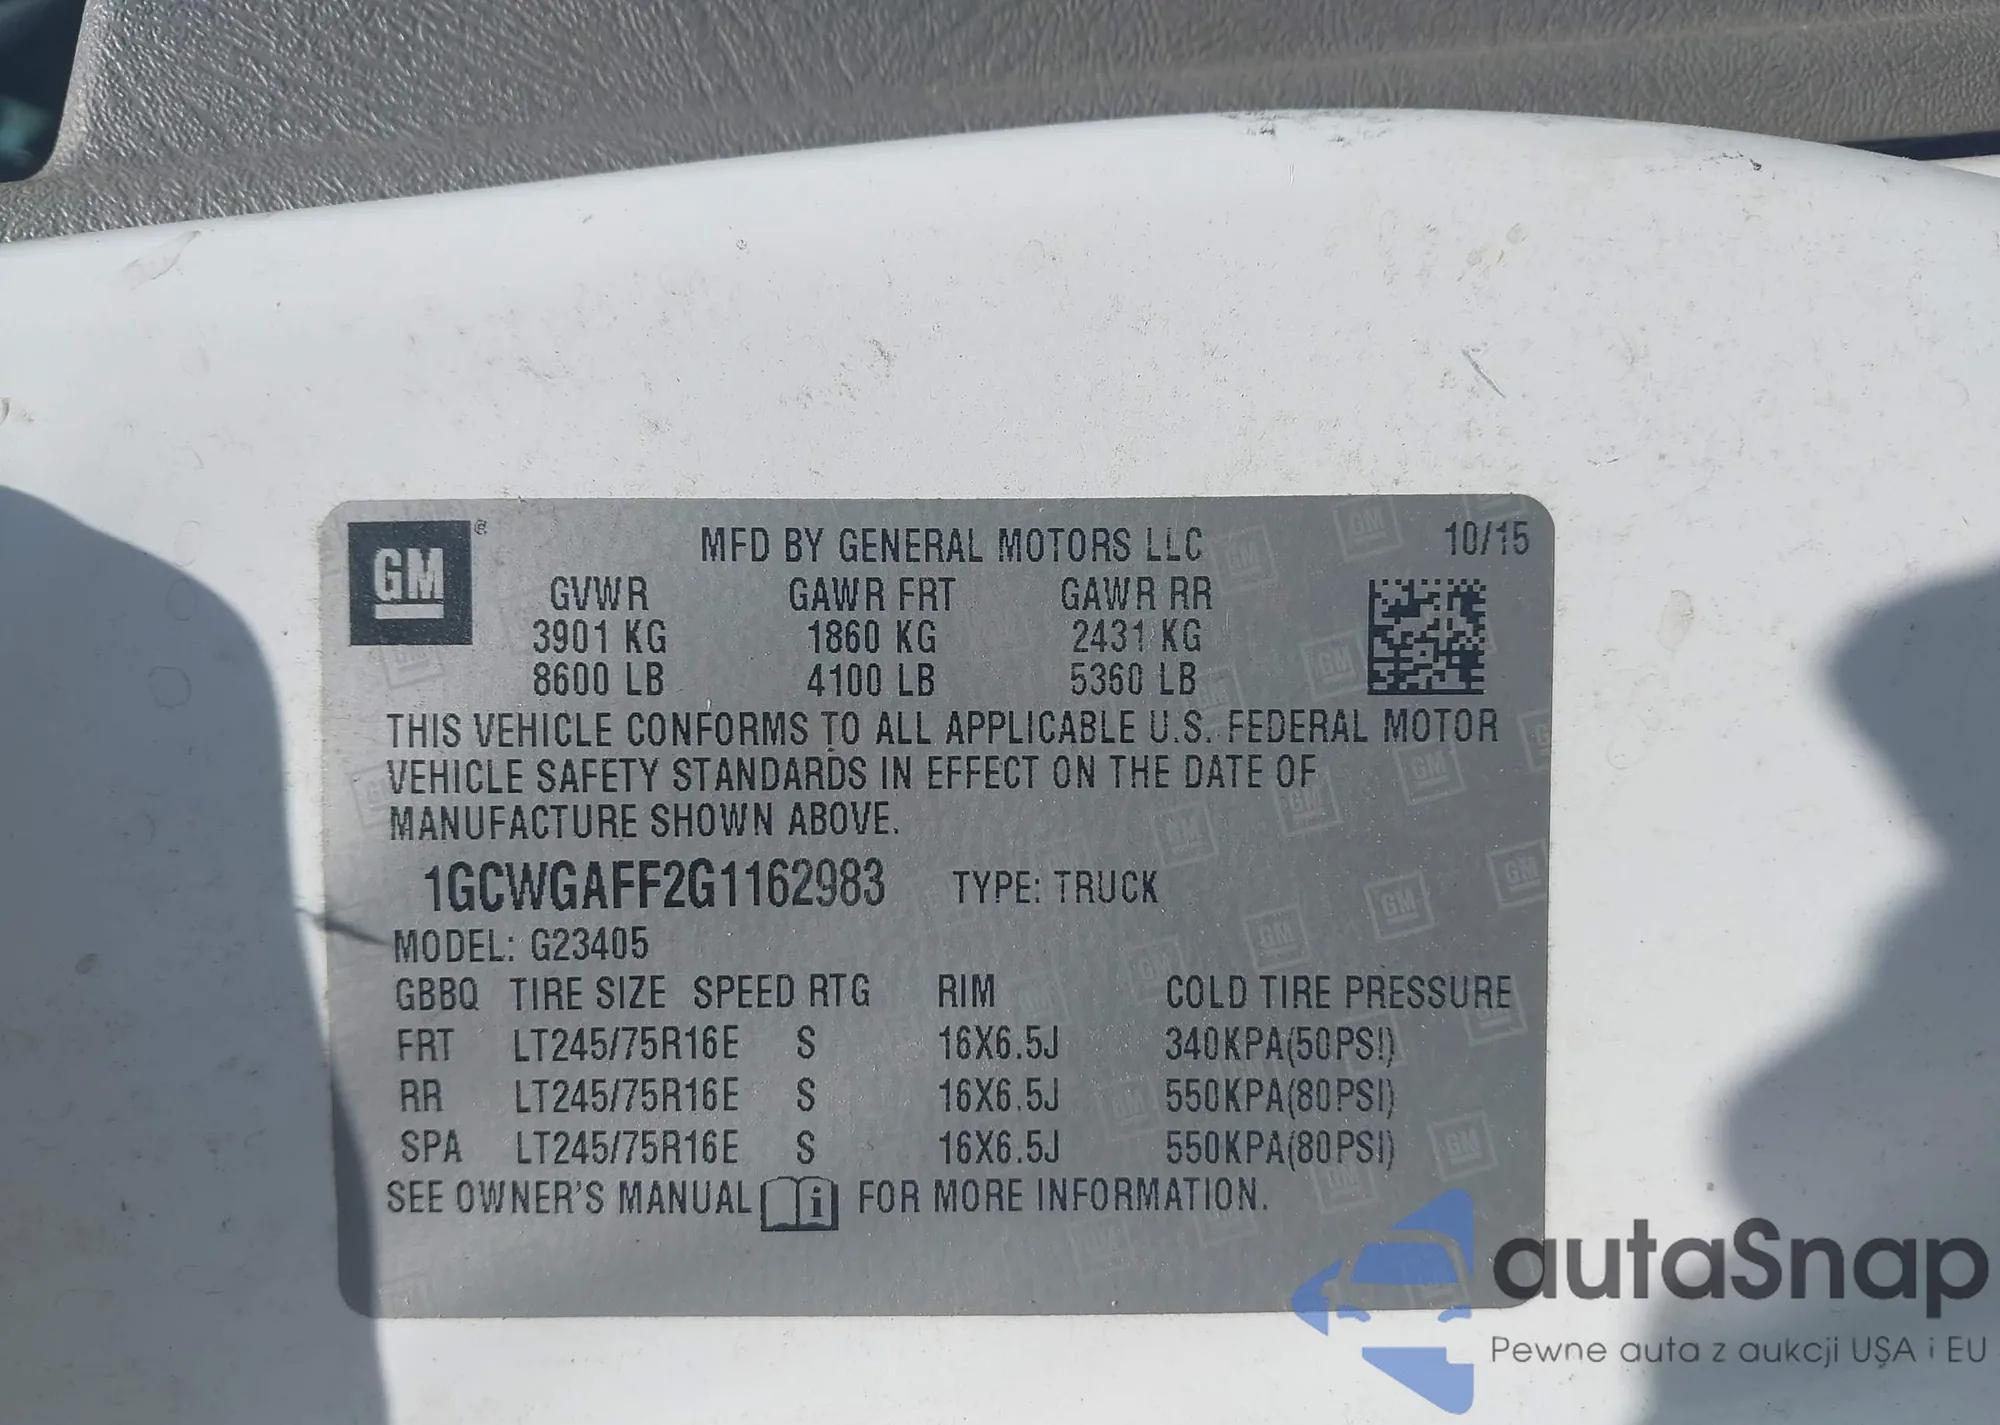 GM ® MFD BY GENERAL MOTORS LLC 10/15
GVWR GAWR FRT GAWR RR
3901 KG 1860 KG 2431 KG
8600 LB 4100 LB 5360 LB
THIS VEHICLE CONFORMS TO ALL APPLICABLE U.S. FEDERAL MOTOR
VEHICLE SAFETY STANDARDS IN EFFECT ON THE DATE OF
MANUFACTURE SHOWN ABOVE.
1GCWGAFF2G1162983 TYPE: TRUCK
MODEL: G23405
GBBQ TIRE SIZE SPEED RTG RIM COLD TIRE PRESSURE
FRT LT245/75R16E S 16X6.5J 340KPA(50PSI)
RR LT245/75R16E S 16X6.5J 550KPA(80PSI)
SPA LT245/75R16E S 16X6.5J 550KPA(80PSI)
SEE OWNER'S MANUAL i FOR MORE INFORMATION.
autaSnap
Pewne auta z aukcji USA i EU